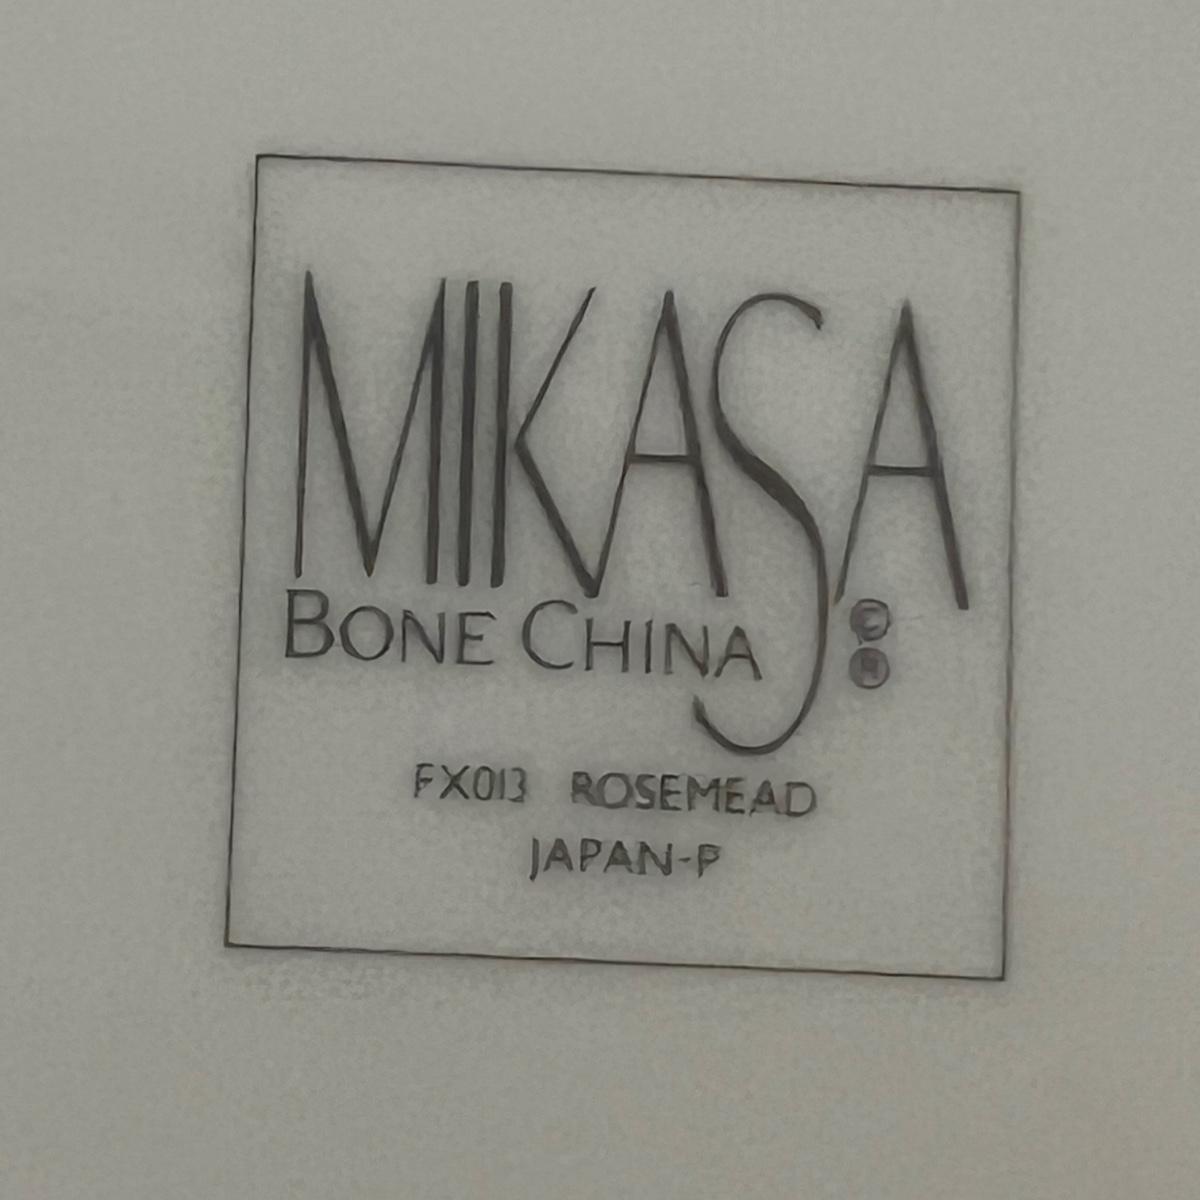 MIKASA
BONE CHINA
©
®
FX013 ROSEMEAD
JAPAN-P